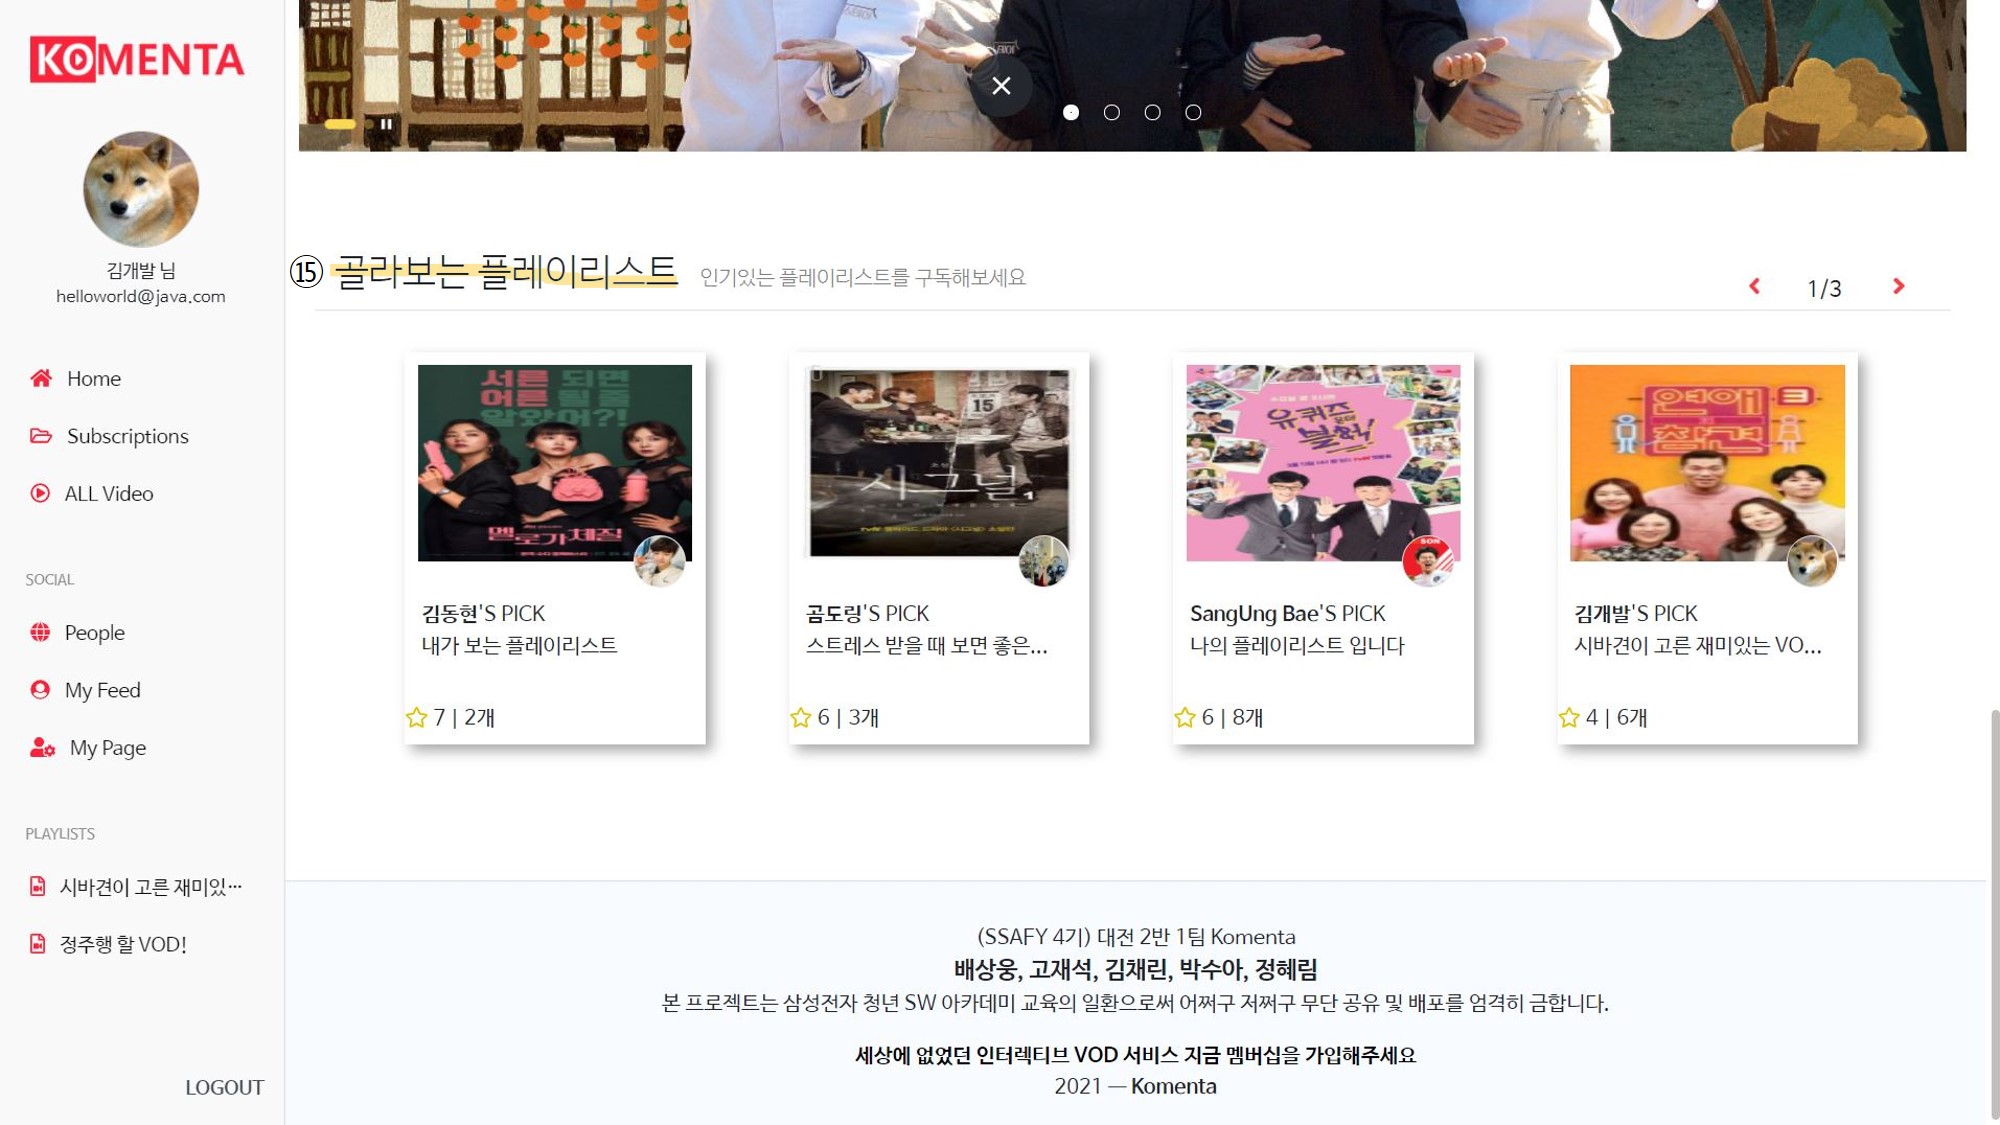 KOMENTA
김개발 님
helloworld@java.com
Home
Subscriptions
ALL Video
SOCIAL
People
My Feed
My Page
PLAYLISTS
시바견이 고른 재미있…
정주행 할 VOD!
LOGOUT
⑮ 골라보는 플레이리스트 인기있는 플레이리스트를 구독해보세요
1/3
서른 되면
어른 될줄
알았어?!
멜로가체질
김동현'S PICK
내가 보는 플레이리스트
7 | 2개
15
시그널 1
곰도링'S PICK
스트레스 받을 때 보면 좋은...
6 | 3개
유 퀴즈
블럭!
SON
SangUng Bae'S PICK
나의 플레이리스트 입니다
6 | 8개
연애 3
참견
김개발'S PICK
시바견이 고른 재미있는 VO...
4 | 6개
(SSAFY 4기) 대전 2반 1팀 Komenta
배상웅, 고재석, 김채린, 박수아, 정혜림
본 프로젝트는 삼성전자 청년 SW 아카데미 교육의 일환으로써 어쩌구 저쩌구 무단 공유 및 배포를 엄격히 금합니다.
세상에 없었던 인터렉티브 VOD 서비스 지금 멤버십을 가입해주세요
2021 — Komenta